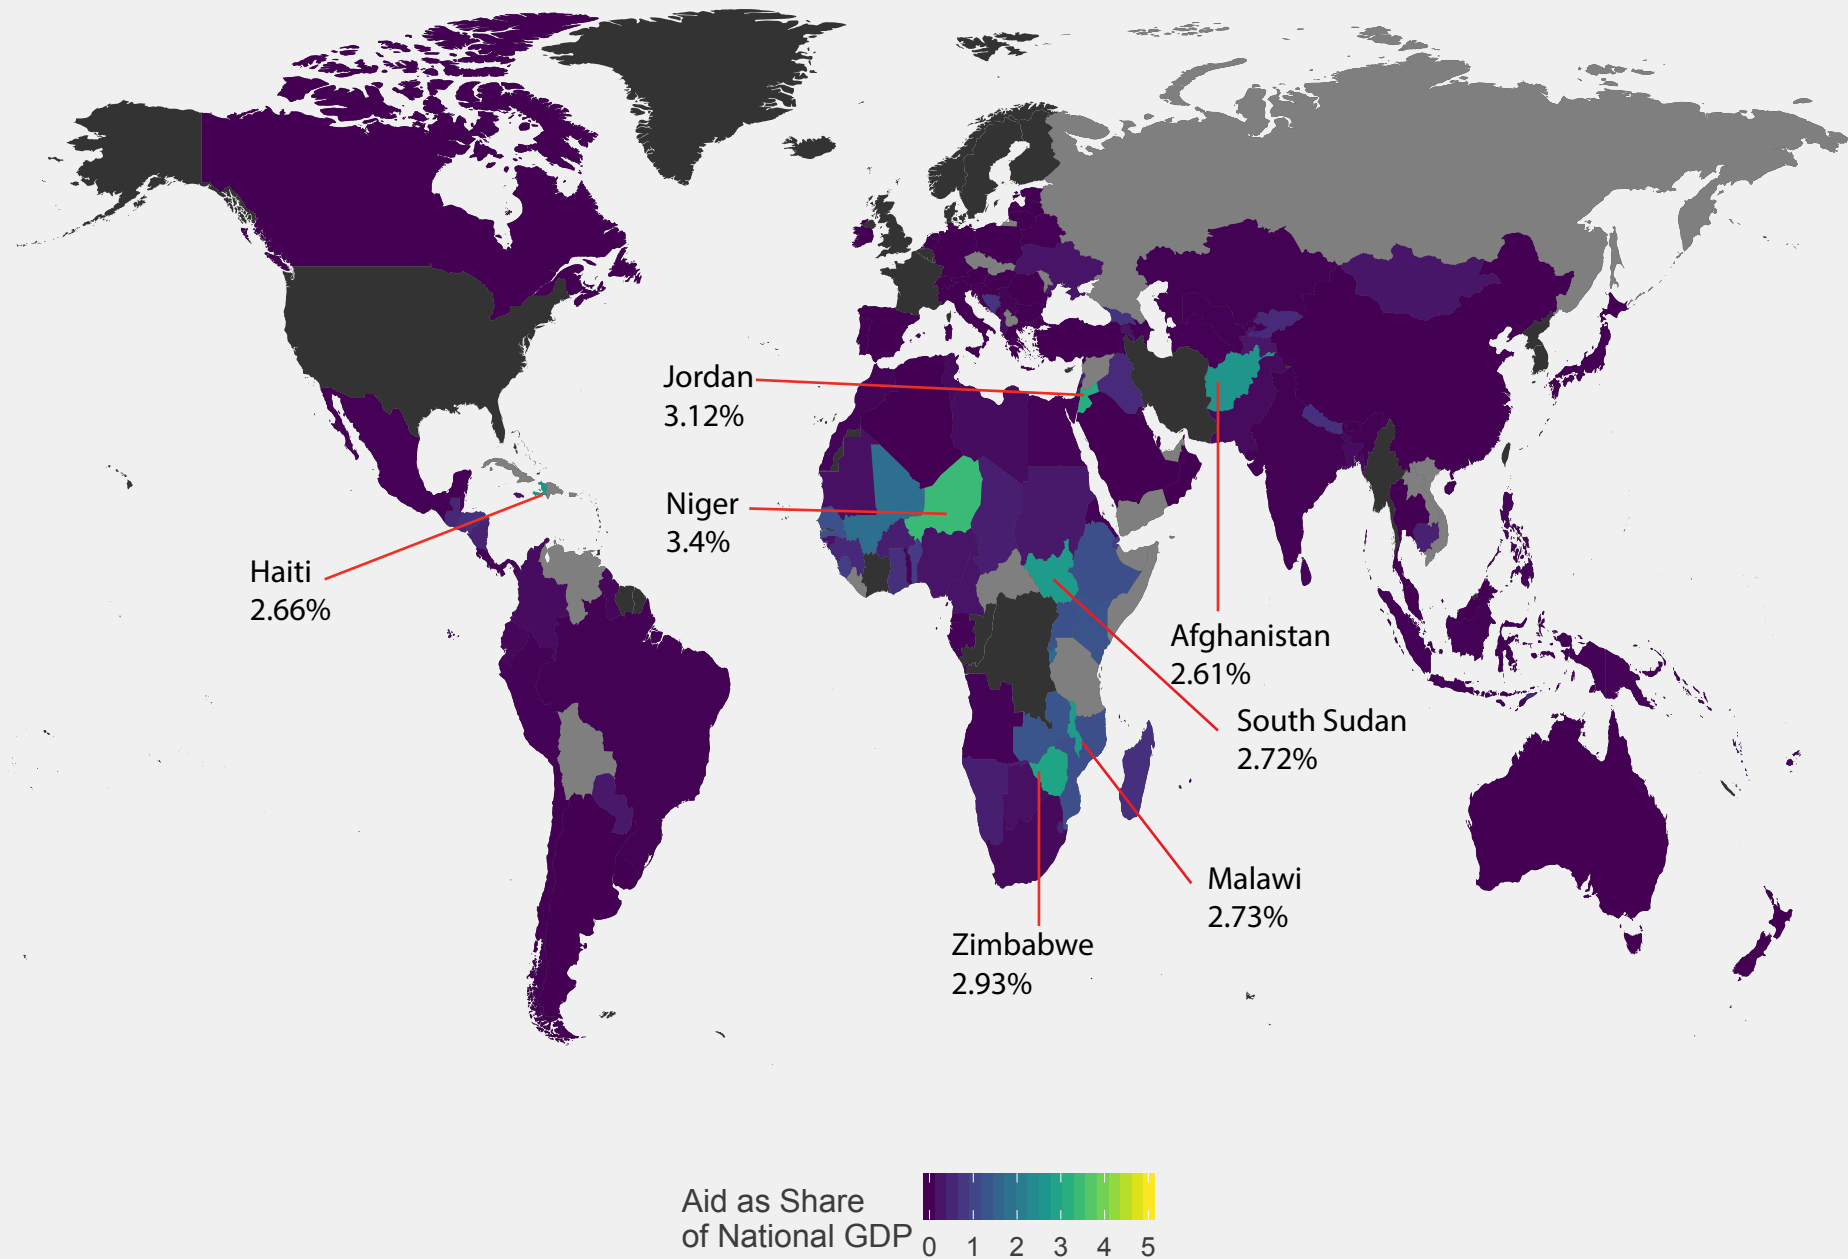 Jordan
3.12%
Niger
3.4%
Haiti
2.66%
Afghanistan
2.61%
South Sudan
2.72%
Malawi
2.73%
Zimbabwe
2.93%
Aid as Share
of National GDP
0 1 2 3 4 5